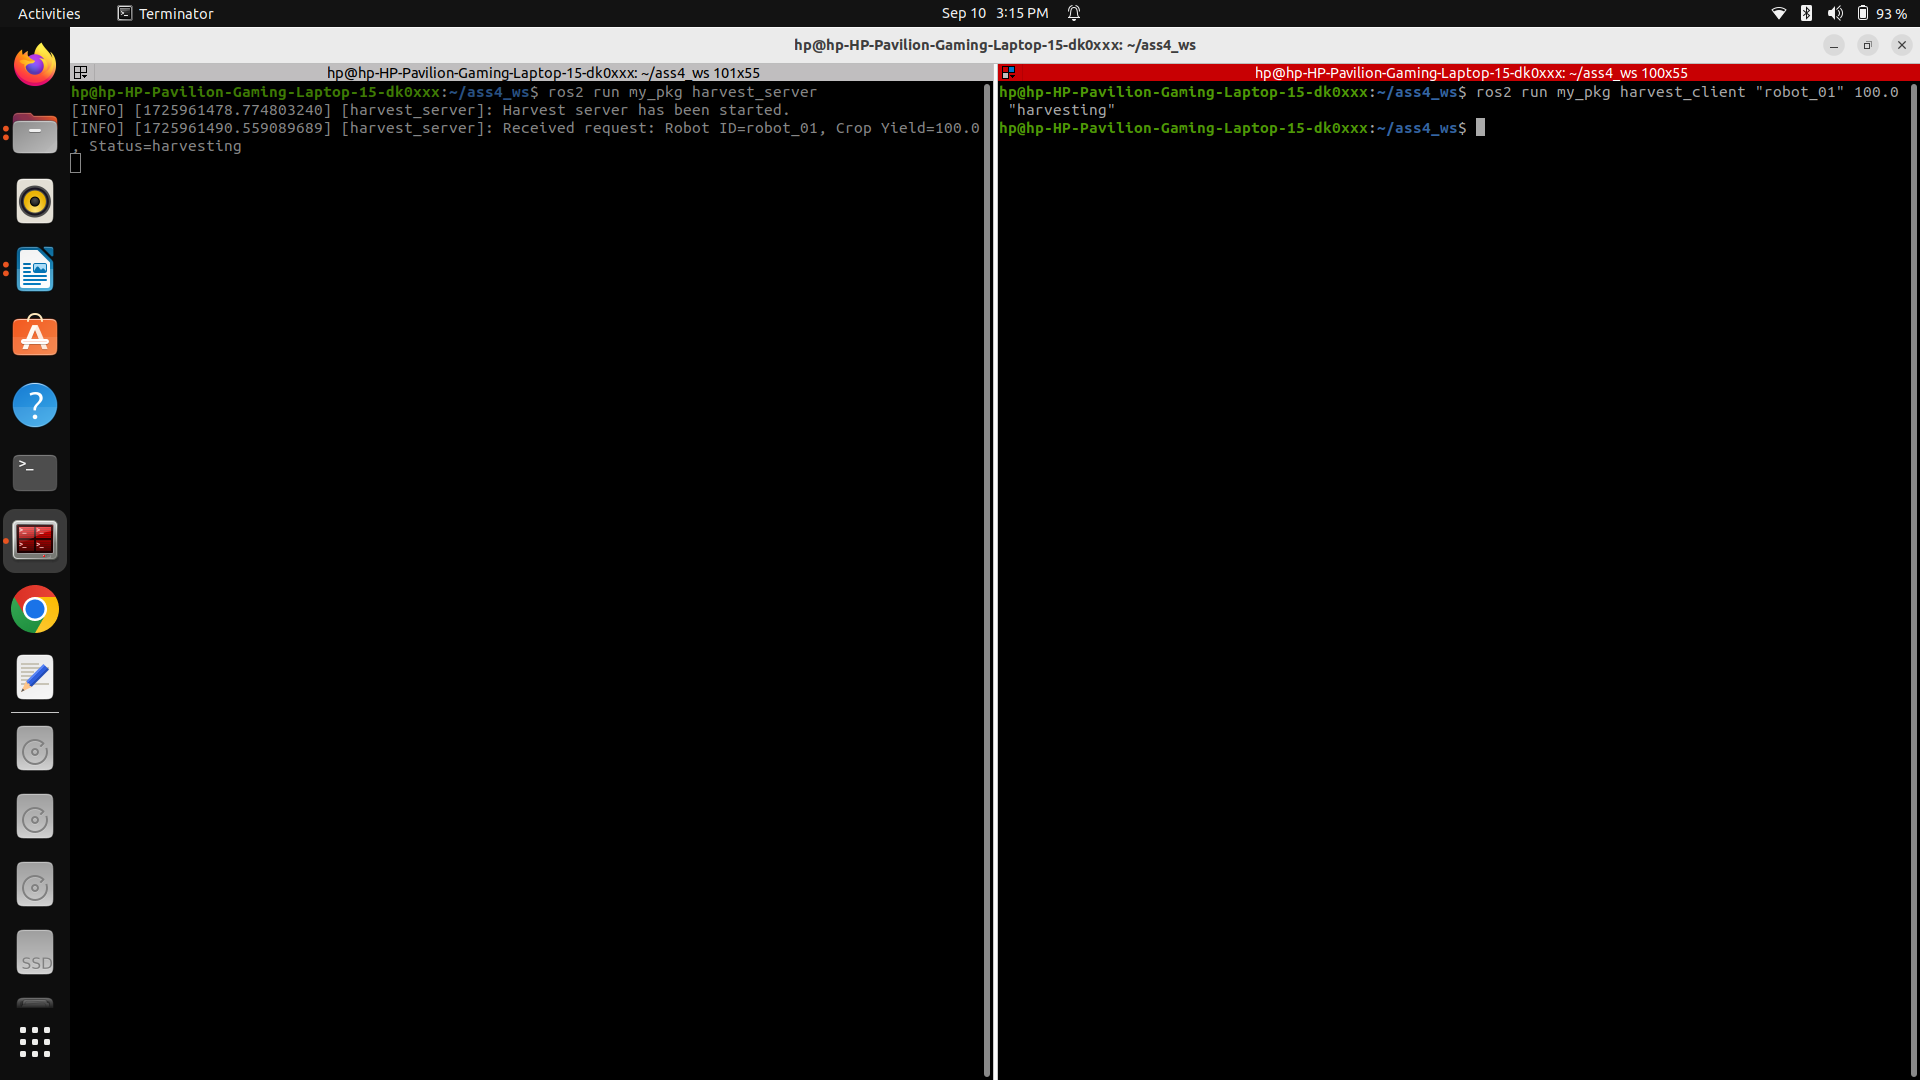 Activities
Terminator
Sep 10 3:15 PM
93 %
hp@hp-HP-Pavilion-Gaming-Laptop-15-dk0xxx: ~/ass4_ws
hp@hp-HP-Pavilion-Gaming-Laptop-15-dk0xxx: ~/ass4_ws 101x55
hp@hp-HP-Pavilion-Gaming-Laptop-15-dk0xxx:~/ass4_ws$ ros2 run my_pkg harvest_server
[INFO] [1725961478.774803240] [harvest_server]: Harvest server has been started.
[INFO] [1725961490.559089689] [harvest_server]: Received request: Robot ID=robot_01, Crop Yield=100.0
, Status=harvesting
hp@hp-HP-Pavilion-Gaming-Laptop-15-dk0xxx: ~/ass4_ws 100x55
hp@hp-HP-Pavilion-Gaming-Laptop-15-dk0xxx:~/ass4_ws$ ros2 run my_pkg harvest_client "robot_01" 100.0
"harvesting"
hp@hp-HP-Pavilion-Gaming-Laptop-15-dk0xxx:~/ass4_ws$
SSD